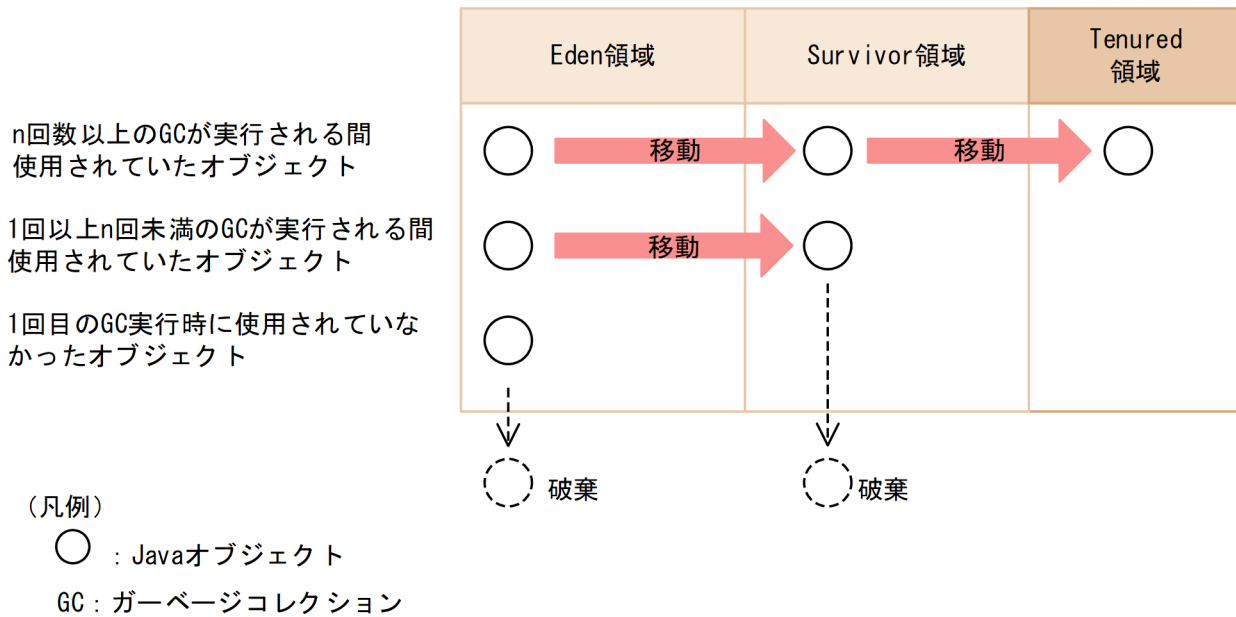 Eden領域
Survivor領域
Tenured
領域
n回数以上のGCが実行される間
使用されていたオブジェクト
移動
移動
1回以上n回未満のGCが実行される間
使用されていたオブジェクト
移動
1回目のGC実行時に使用されていな
かったオブジェクト
破棄
破棄
(凡例)
:Javaオブジェクト
GC:ガーベージコレクション